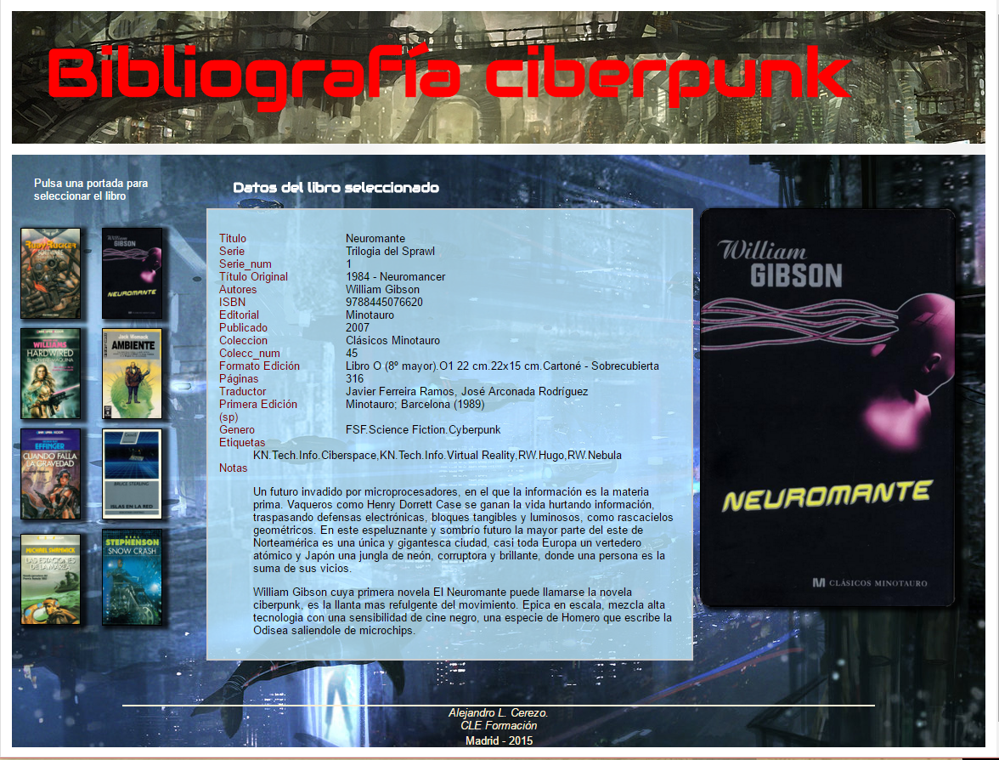 Bibliografía ciberpunk
Pulsa una portada para
seleccionar el libro
RUDY RUCKER
SOFTWARE
William
GIBSON
NEUROMANTE
WILLIAMS
HARDWIRED
Jack Womack
AMBIENTE
EFFINGER
CUANDO FALLA
LA GRAVEDAD
BRUCE STERLING
ISLAS EN LA RED
MICHAEL SWANWICK
LAS ESTACIONES
DE LA MAREA
NEAL
STEPHENSON
SNOW CRASH
Datos del libro seleccionado
Titulo Neuromante
Serie Trilogia del Sprawl
Serie_num 1
Título Original 1984 - Neuromancer
Autores William Gibson
ISBN 9788445076620
Editorial Minotauro
Publicado 2007
Coleccion Clásicos Minotauro
Colecc_num 45
Formato Edición Libro O (8º mayor).O1 22 cm.22x15 cm.Cartoné - Sobrecubierta
Páginas 316
Traductor Javier Ferreira Ramos, José Arconada Rodríguez
Primera Edición Minotauro; Barcelona (1989)
(sp)
Genero FSF.Science Fiction.Cyberpunk
Etiquetas
KN.Tech.Info.Ciberspace,KN.Tech.Info.Virtual Reality,RW.Hugo,RW.Nebula
Notas
Un futuro invadido por microprocesadores, en el que la información es la materia
prima. Vaqueros como Henry Dorrett Case se ganan la vida hurtando información,
traspasando defensas electrónicas, bloques tangibles y luminosos, como rascacielos
geométricos. En este espeluznante y sombrío futuro la mayor parte del este de
Norteamérica es una única y gigantesca ciudad, casi toda Europa un vertedero
atómico y Japón una jungla de neón, corruptora y brillante, donde una persona es la
suma de sus vicios.
William Gibson cuya primera novela El Neuromante puede llamarse la novela
ciberpunk, es la llanta mas refulgente del movimiento. Epica en escala, mezcla alta
tecnologia con una sensibilidad de cine negro, una especie de Homero que escribe la
Odisea saliendole de microchips.
William
GIBSON
NEUROMANTE
CLÁSICOS MINOTAURO
Alejandro L. Cerezo.
CLE Formación
Madrid - 2015